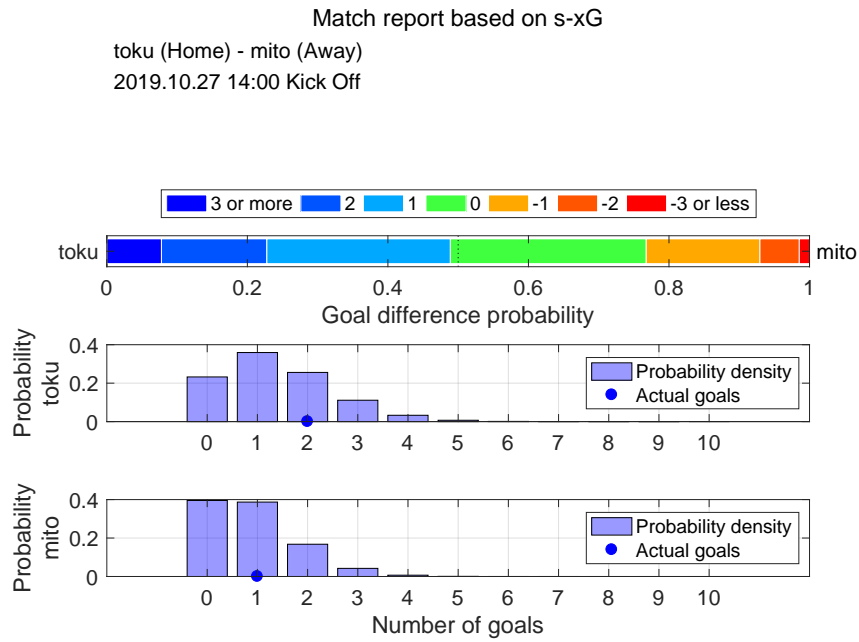 Match report based on s-xG
toku (Home) - mito (Away)
2019.10.27 14:00 Kick Off
3 or more 2 1 0 -1 -2 -3 or less
toku mito
0 0.2 0.4 0.6 0.8 1
Goal difference probability
Probability
toku
0.4
0.2
0
Probability density
Actual goals
0 1 2 3 4 5 6 7 8 9 10
Probability
mito
0.4
0.2
0
Probability density
Actual goals
0 1 2 3 4 5 6 7 8 9 10
Number of goals